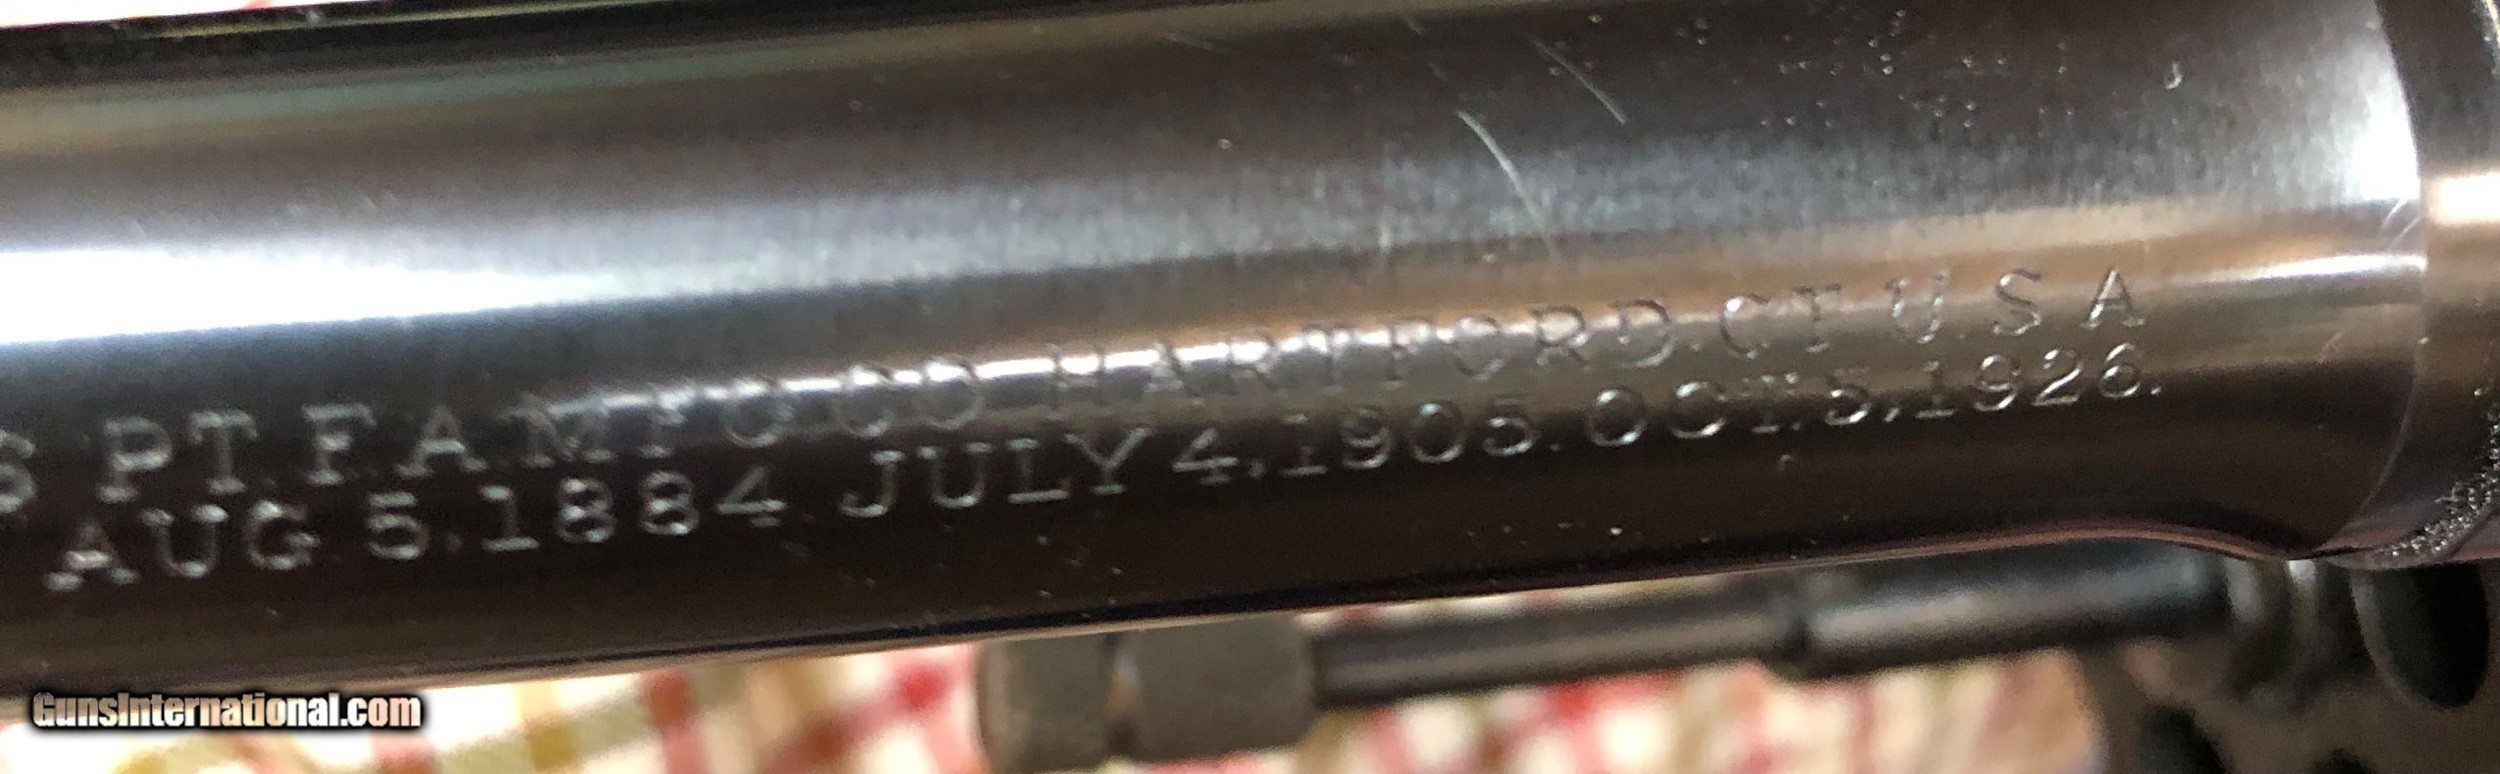 S PT.F.A.MFG.CO.HARTFORD.CT.U.S.A
AUG.5,1884.JULY 4,1905.OCT.5,1926.
GunsInternational.com